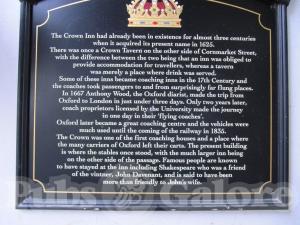 The Crown Inn had already been in existence for almost three centuries
when it acquired its present name in 1625.
There was once a Crown Tavern on the other side of Cornmarket Street,
with the difference between the two being that an inn was obliged to
provide accommodation for travellers, whereas a tavern
was merely a place where drink was served.
Some of these inns became coaching inns in the 17th Century and
the coaches took passengers to and from surprisingly far flung places.
In 1667 Anthony Wood, the Oxford diarist, made the trip from
Oxford to London in just under three days. Only two years later,
coach proprietors licensed by the University made the journey
in one day in their 'flying coaches'.
Oxford later became a great coaching centre and the vehicles were
much used until the coming of the railway in 1835.
The Crown was one of the first coaching houses and a place where
the many carriers of Oxford left their carts. The present building
is where the stables once stood, with the much larger inn being
on the other side of the passage. Famous people are known
to have stayed at the inn including Shakespeare who was a friend
of the vintner, John Davenant, and is said to have been
more than friendly to John's wife.